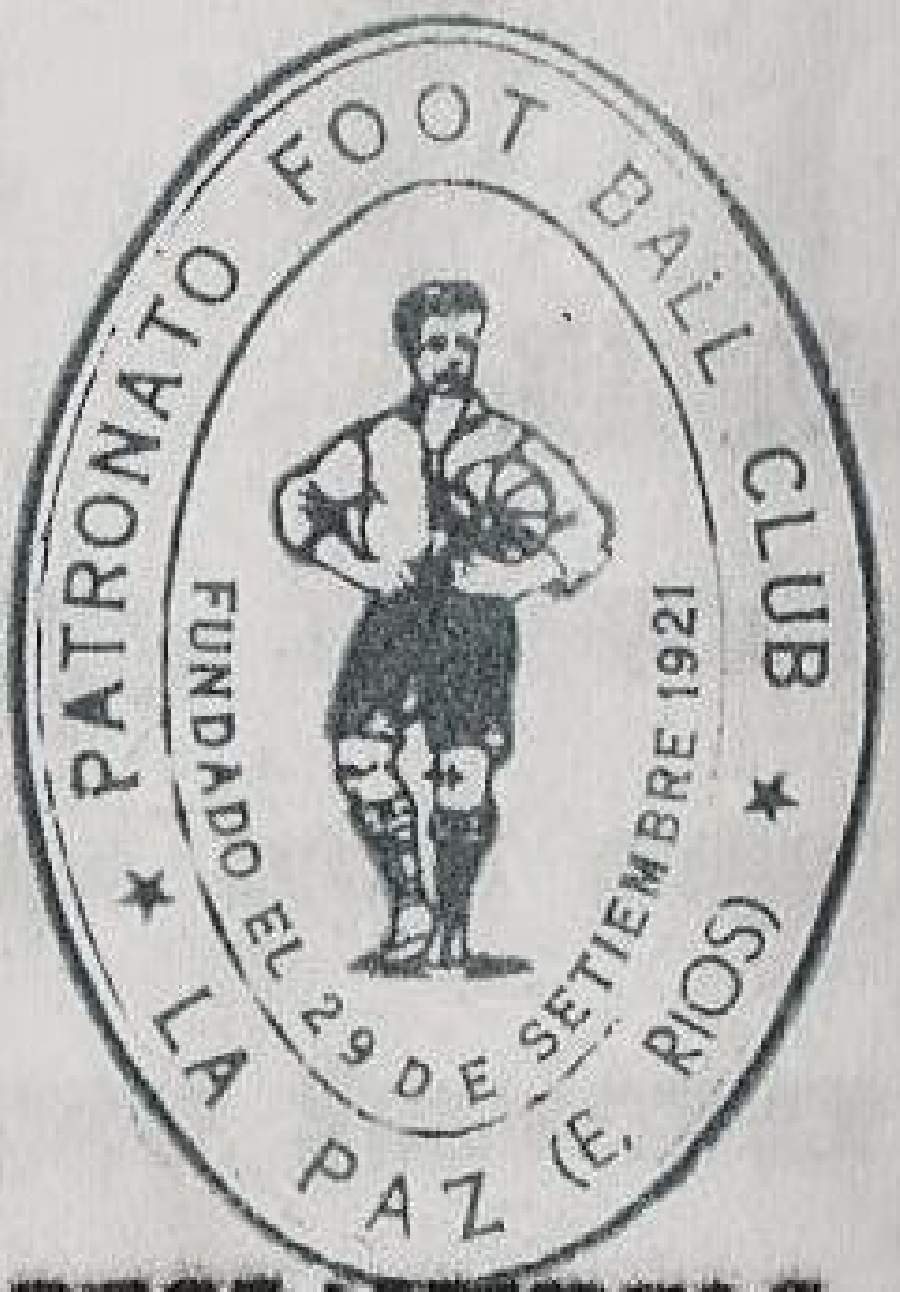 PATRONATO FOOT BALL CLUB
★ LA PAZ (E. RIOS) ★
FUNDADO EL 29 DE SETIEMBRE 1921